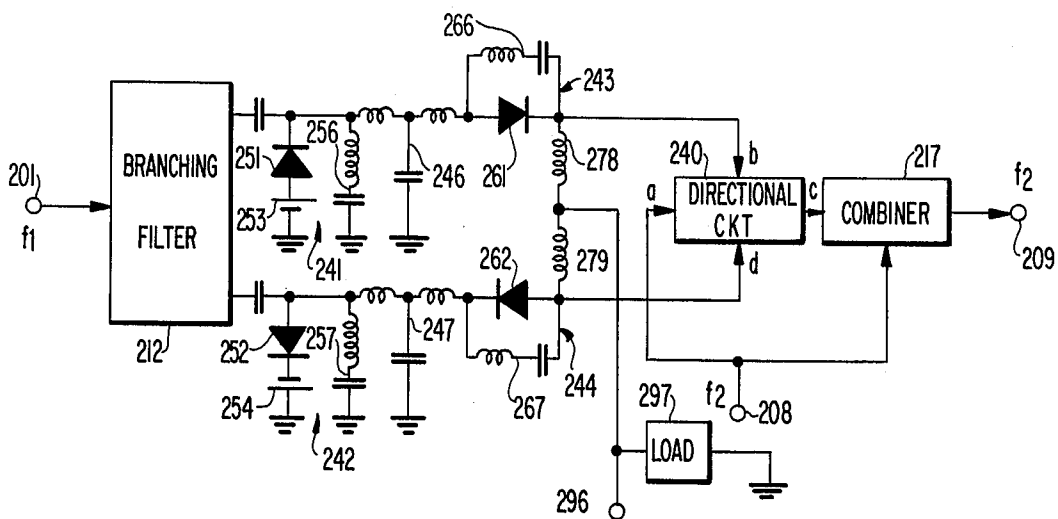 266
243
256
251
253
241
246
261
278
240
b
a
DIRECTIONAL
CKT
c
d
217
COMBINER
f2
209
201
f1
BRANCHING
FILTER
212
262
279
252
257
254
242
247
267
244
f2
208
297
LOAD
296